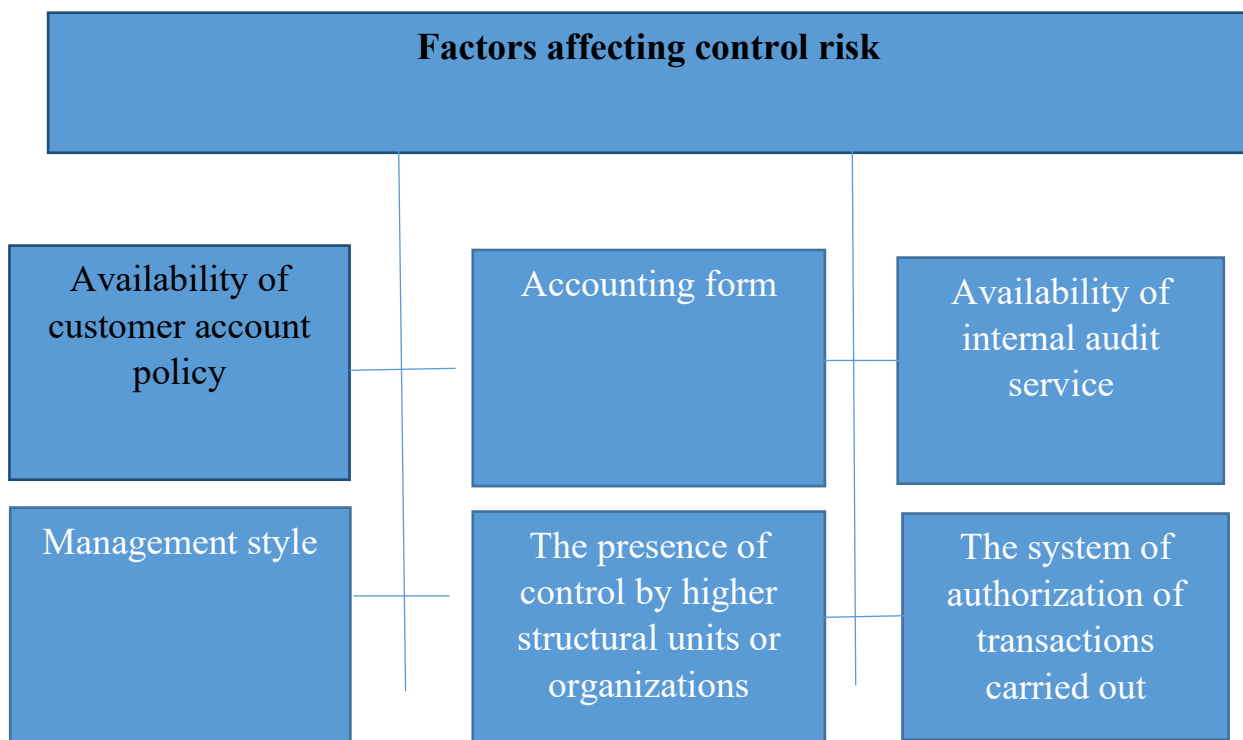 Factors affecting control risk
Availability of
customer account
policy
Accounting form
Availability of
internal audit
service
Management style
The presence of
control by higher
structural units or
organizations
The system of
authorization of
transactions
carried out